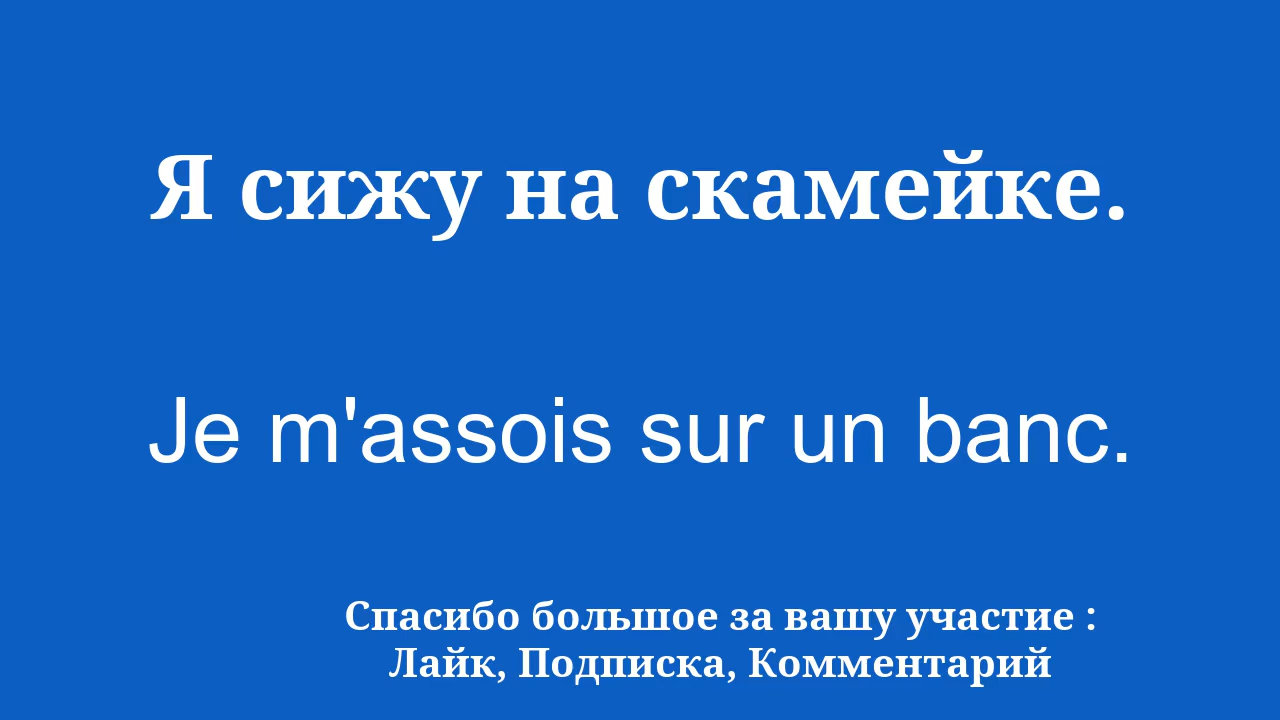 Я сижу на скамейке.
Je m'assois sur un banc.
Спасибо большое за вашу участие :
Лайк, Подписка, Комментарий